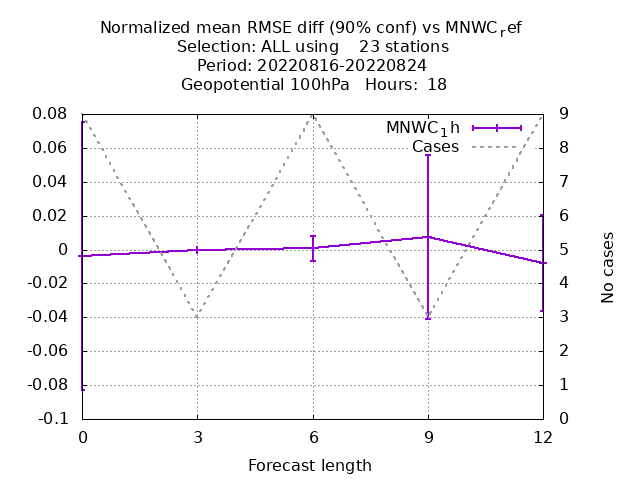 Normalized mean RMSE diff (90% conf) vs MNWCref
Selection: ALL using 23 stations
Period: 20220816-20220824
Geopotential 100hPa Hours: 18
MNWC1h
Cases
0.08
0.06
0.04
0.02
0
-0.02
-0.04
-0.06
-0.08
-0.1
9
8
7
6
5
4
3
2
1
0
No cases
0 3 6 9 12
Forecast length